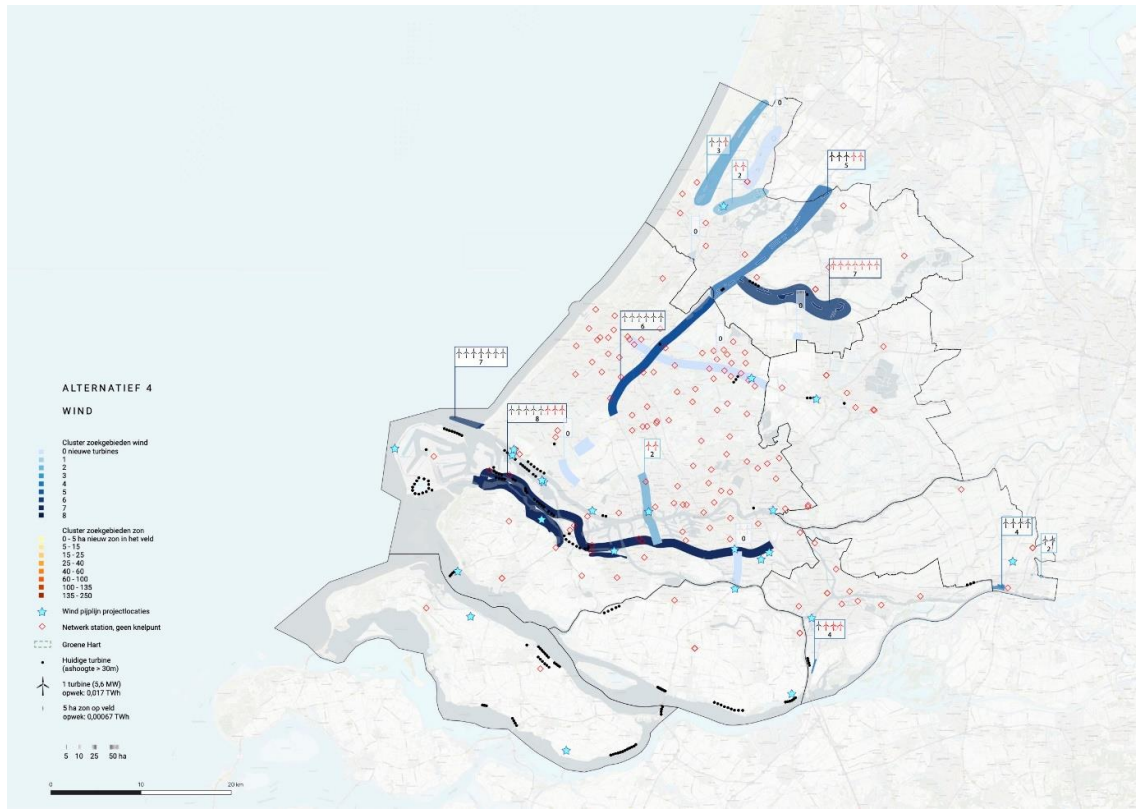 ALTERNATIEF 4
WIND
Cluster zoekgebieden wind
0 nieuwe turbines
1
2
3
4
5
6
7
8
Cluster zoekgebieden zon
0 - 5 ha nieuw zon in het veld
5 - 15
15 - 25
25 - 40
40 - 60
60 - 100
100 - 135
135 - 250
Wind pijplijn projectlocaties
Netwerk station, geen knelpunt
Groene Hart
Huidige turbine
(ashoogte > 30m)
1 turbine (5,6 MW)
opwek: 0,017 TWh
5 ha zon op veld
opwek: 0,00067 TWh
5 10 25 50 ha
0 10 20 km
0
3
2
5
0
7
0
6
0
7
8
0
2
0
4
2
4